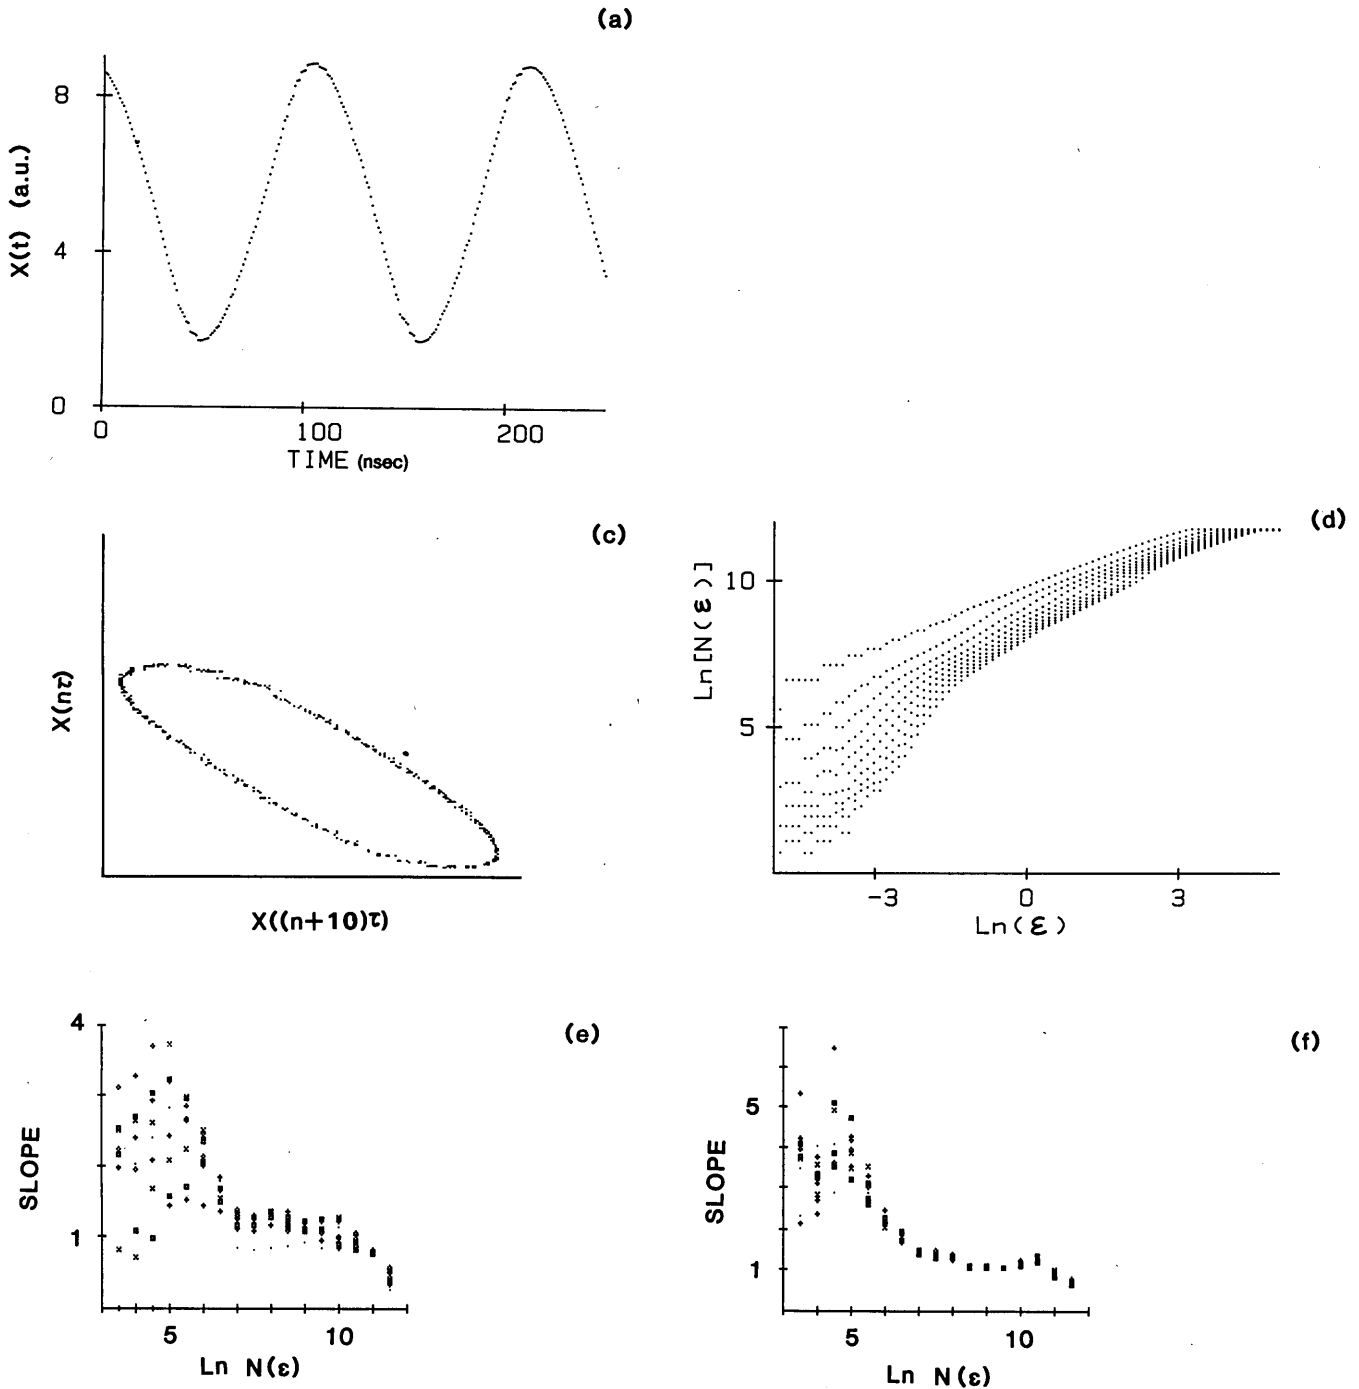 (a)
8
4
0
X(t) (a.u.)
0 100 200
TIME (nsec)
(c)
X(nτ)
X((n+10)τ)
(d)
10
5
Ln[N(ε)]
-3 0 3
Ln(ε)
(e)
4
1
SLOPE
5 10
Ln N(ε)
(f)
5
1
SLOPE
5 10
Ln N(ε)